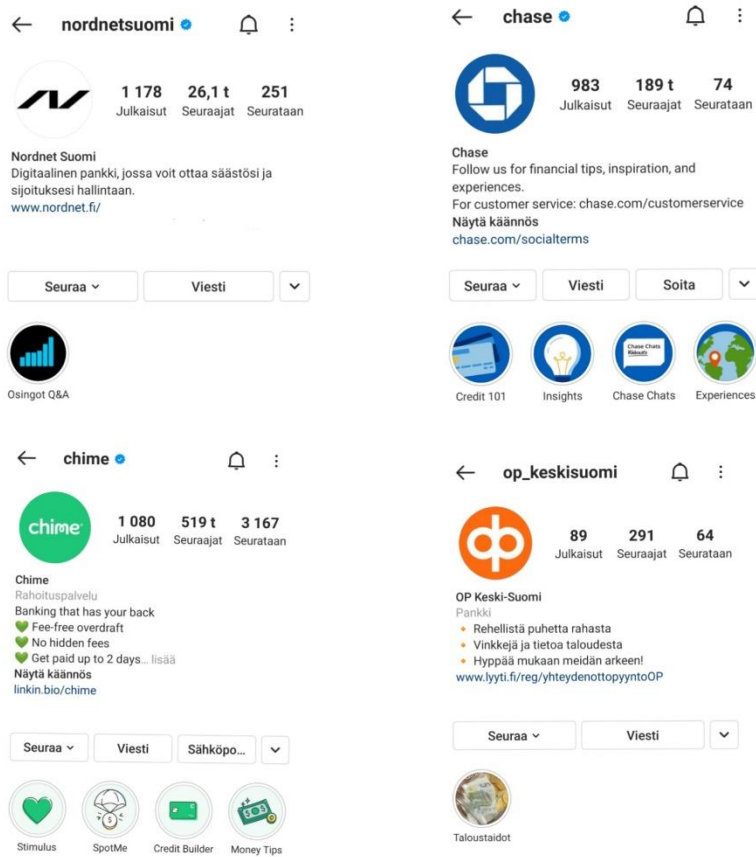 nordnetsuomi
1 178 26,1 t 251
Julkaisut Seuraajat Seurataan
Nordnet Suomi
Digitaalinen pankki, jossa voit ottaa säästösi ja
sijoituksesi hallintaan.
www.nordnet.fi/
Seuraa Viesti
Osingot Q&A
chase
983 189 t 74
Julkaisut Seuraajat Seurataan
Chase
Follow us for financial tips, inspiration, and
experiences.
For customer service: chase.com/customerservice
Näytä käännös
chase.com/socialterms
Seuraa Viesti Soita
Chase Chats
Credit 101 Insights Chase Chats Experiences
chime
chime
1 080 519 t 3 167
Julkaisut Seuraajat Seurataan
Chime
Rahoituspalvelu
Banking that has your back
💚 Fee-free overdraft
💚 No hidden fees
💚 Get paid up to 2 days... lisää
Näytä käännös
linkin.bio/chime
Seuraa Viesti Sähköpo...
Stimulus SpotMe Credit Builder Money Tips
op_keskisuomi
op
89 291 64
Julkaisut Seuraajat Seurataan
OP Keski-Suomi
Pankki
🔸 Rehellistä puhetta rahasta
🔸 Vinkkejä ja tietoa taloudesta
🔸 Hyppää mukaan meidän arkeen!
www.lyyti.fi/reg/yhteydenottopyyntoOP
Seuraa Viesti
Taloustaidot